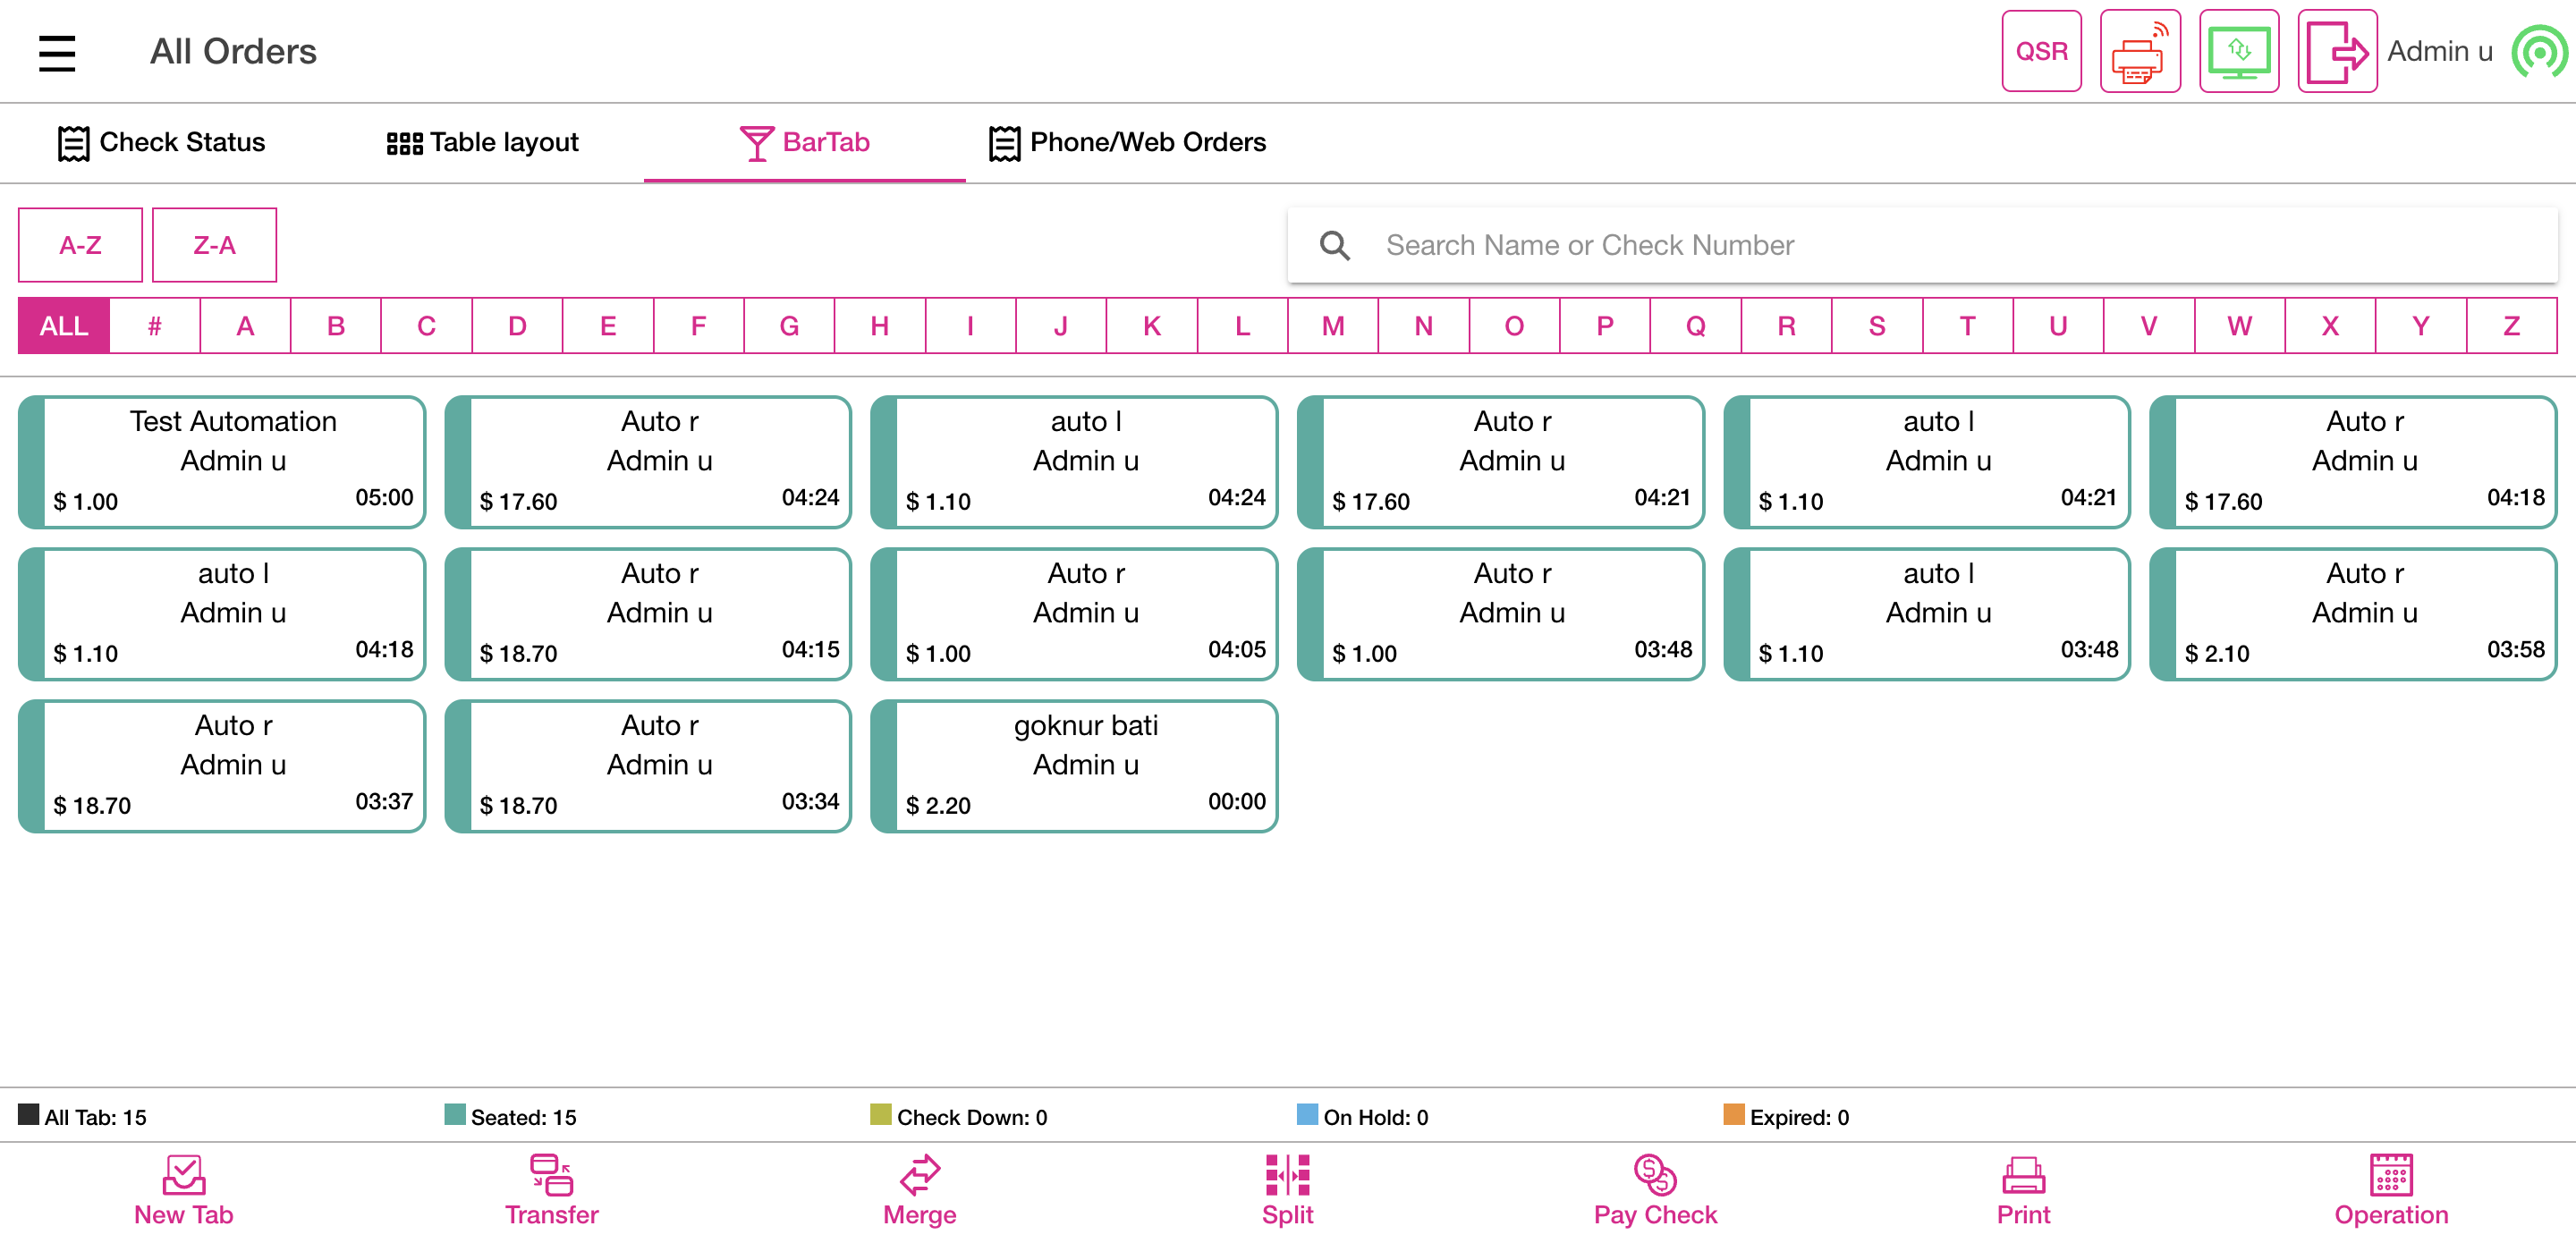 All Orders
QSR
Admin u
Check Status
Table layout
BarTab
Phone/Web Orders
A-Z
Z-A
Search Name or Check Number
ALL # A B C D E F G H I J K L M N O P Q R S T U V W X Y Z
Test Automation
Admin u
$ 1.00 05:00
Auto r
Admin u
$ 17.60 04:24
auto l
Admin u
$ 1.10 04:24
Auto r
Admin u
$ 17.60 04:21
auto l
Admin u
$ 1.10 04:21
Auto r
Admin u
$ 17.60 04:18
auto l
Admin u
$ 1.10 04:18
Auto r
Admin u
$ 18.70 04:15
Auto r
Admin u
$ 1.00 04:05
Auto r
Admin u
$ 1.00 03:48
auto l
Admin u
$ 1.10 03:48
Auto r
Admin u
$ 2.10 03:58
Auto r
Admin u
$ 18.70 03:37
Auto r
Admin u
$ 18.70 03:34
goknur bati
Admin u
$ 2.20 00:00
All Tab: 15
Seated: 15
Check Down: 0
On Hold: 0
Expired: 0
New Tab
Transfer
Merge
Split
Pay Check
Print
Operation